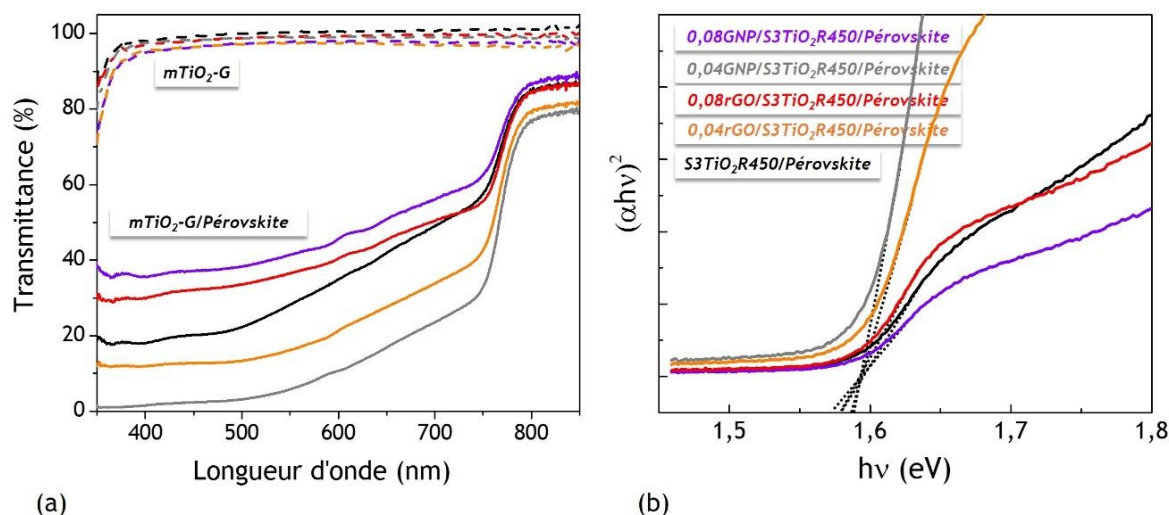 100
80
60
40
20
0
Transmittance (%)
mTiO₂-G
mTiO₂-G/Pérovskite
400
500
600
700
800
Longueur d'onde (nm)
(a)
(αhν)²
0,08GNP/S3TiO₂R450/Pérovskite
0,04GNP/S3TiO₂R450/Pérovskite
0,08rGO/S3TiO₂R450/Pérovskite
0,04rGO/S3TiO₂R450/Pérovskite
S3TiO₂R450/Pérovskite
1,5
1,6
1,7
1,8
hν (eV)
(b)